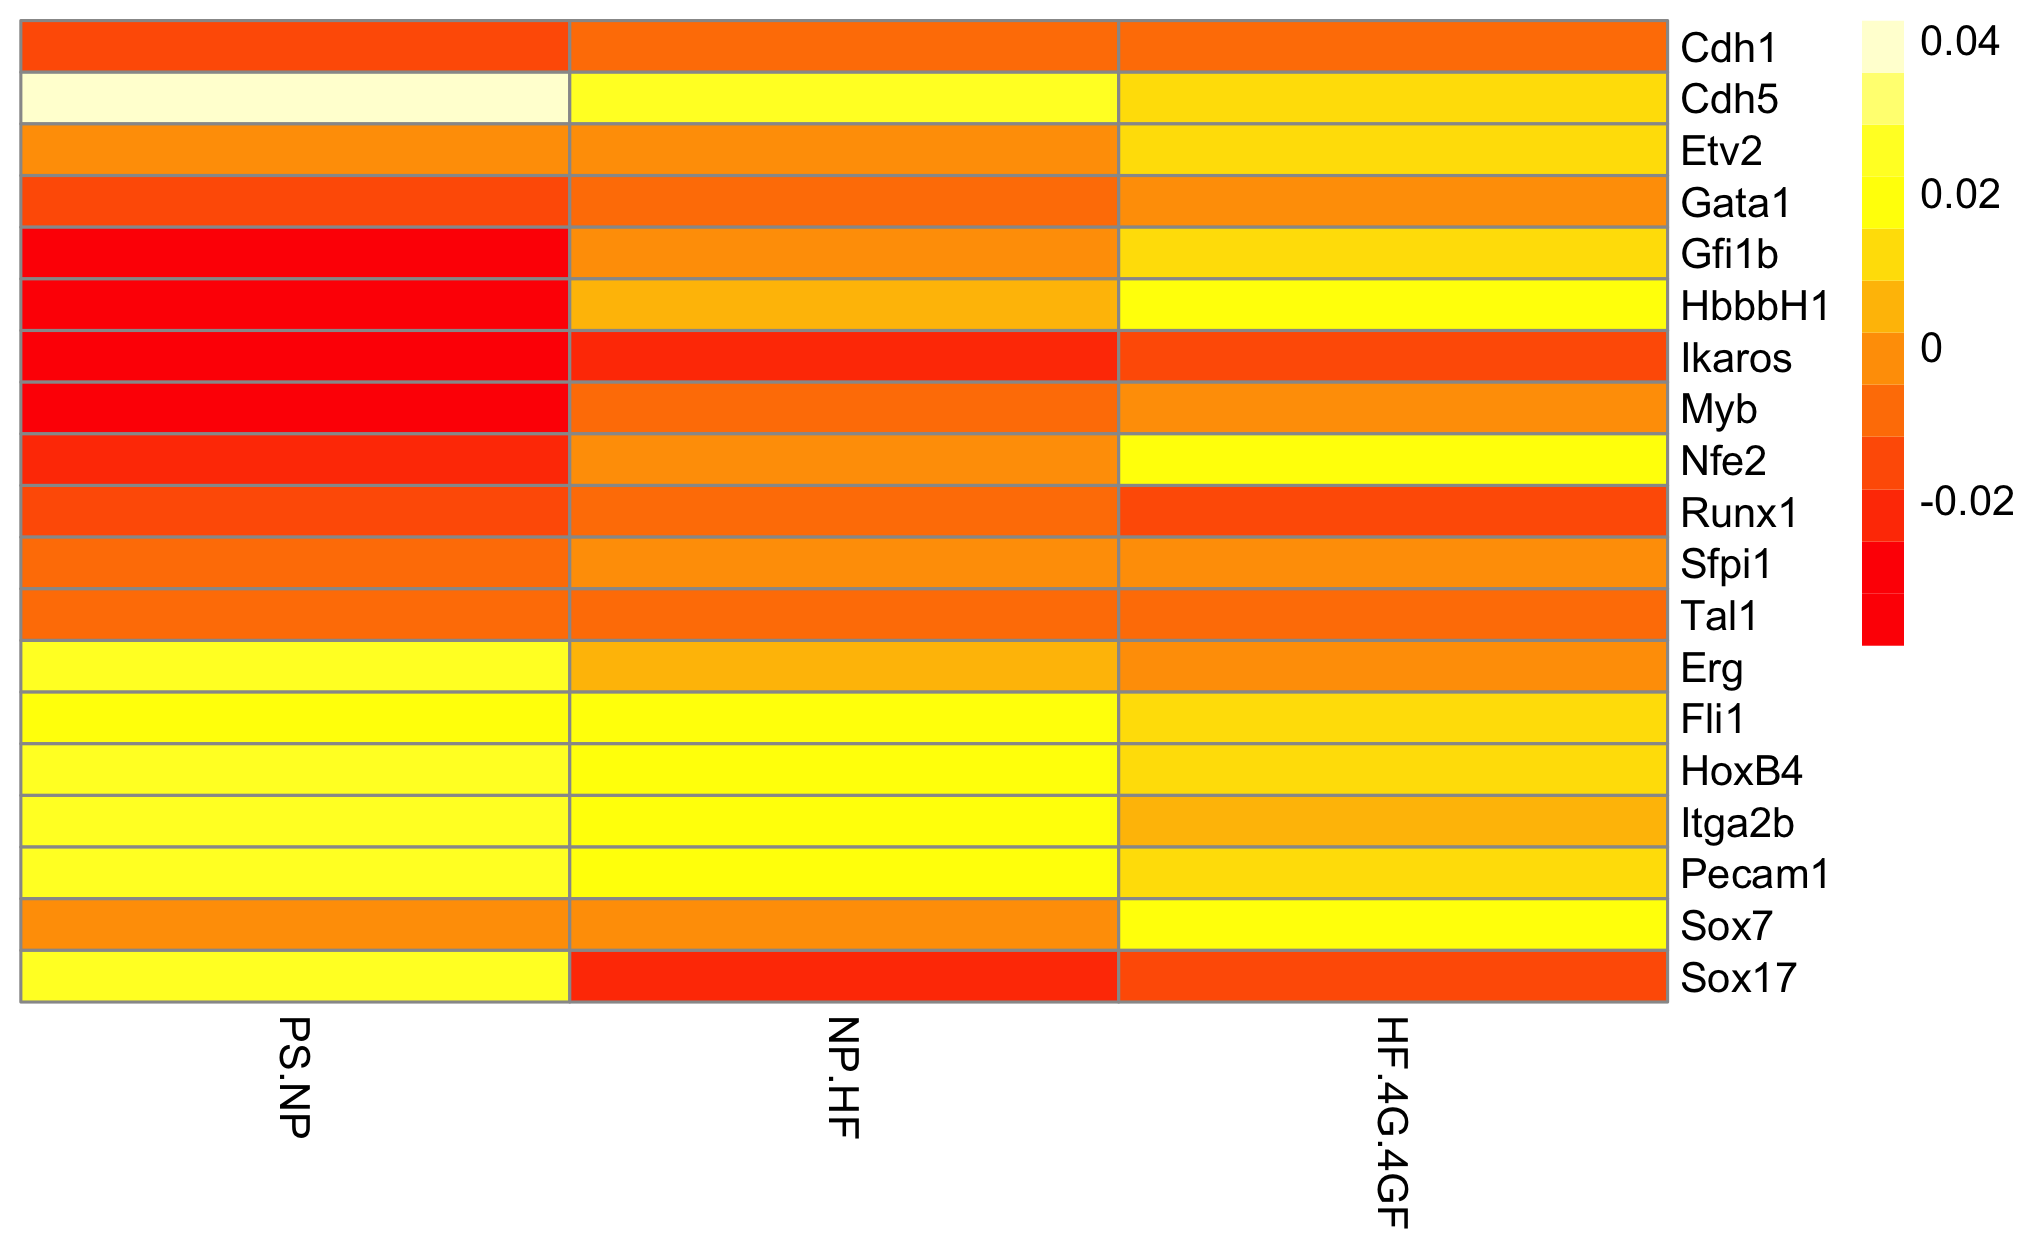 Cdh1
Cdh5
Etv2
Gata1
Gfi1b
HbbbH1
Ikaros
Myb
Nfe2
Runx1
Sfpi1
Tal1
Erg
Fli1
HoxB4
Itga2b
Pecam1
Sox7
Sox17
0.04
0.02
0
-0.02
PS.NP
NP.HF
HF.4G.4GF